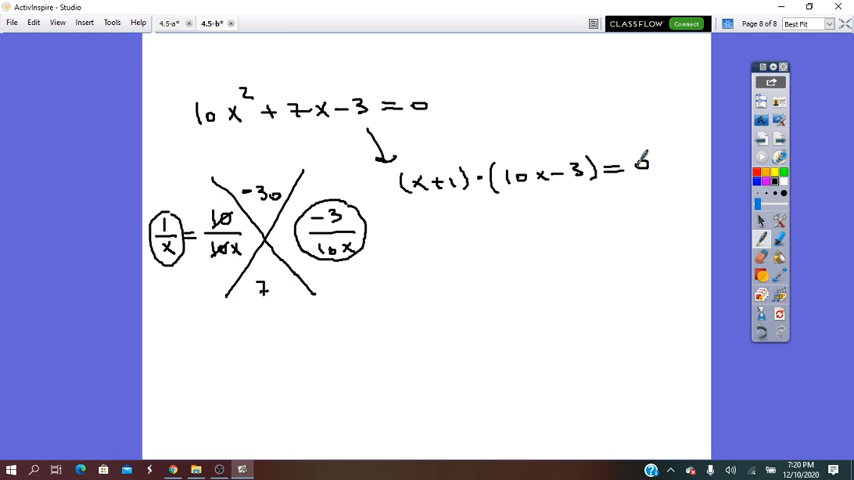 ActivInspire - Studio
File Edit View Insert Tools Help 4.5-a* 4.5-b* CLASSFLOW Connect Page 8 of 8 Best Fit
10x² + 7x - 3 = 0
(x+1) · (10x - 3) = 0
-30
1/x = 10/10x -3/10x
7
7:20 PM
12/10/2020